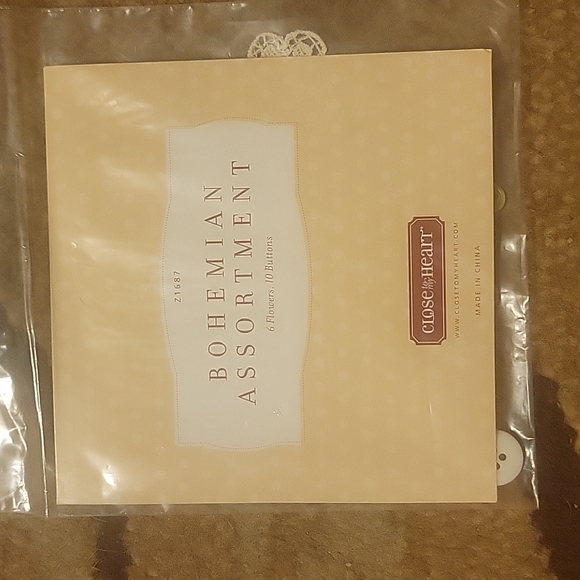 Z1687
BOHEMIAN
ASSORTMENT
6 Flowers, 10 Buttons
CLOSE to my HEART
WWW.CLOSETOMYHEART.COM
MADE IN CHINA